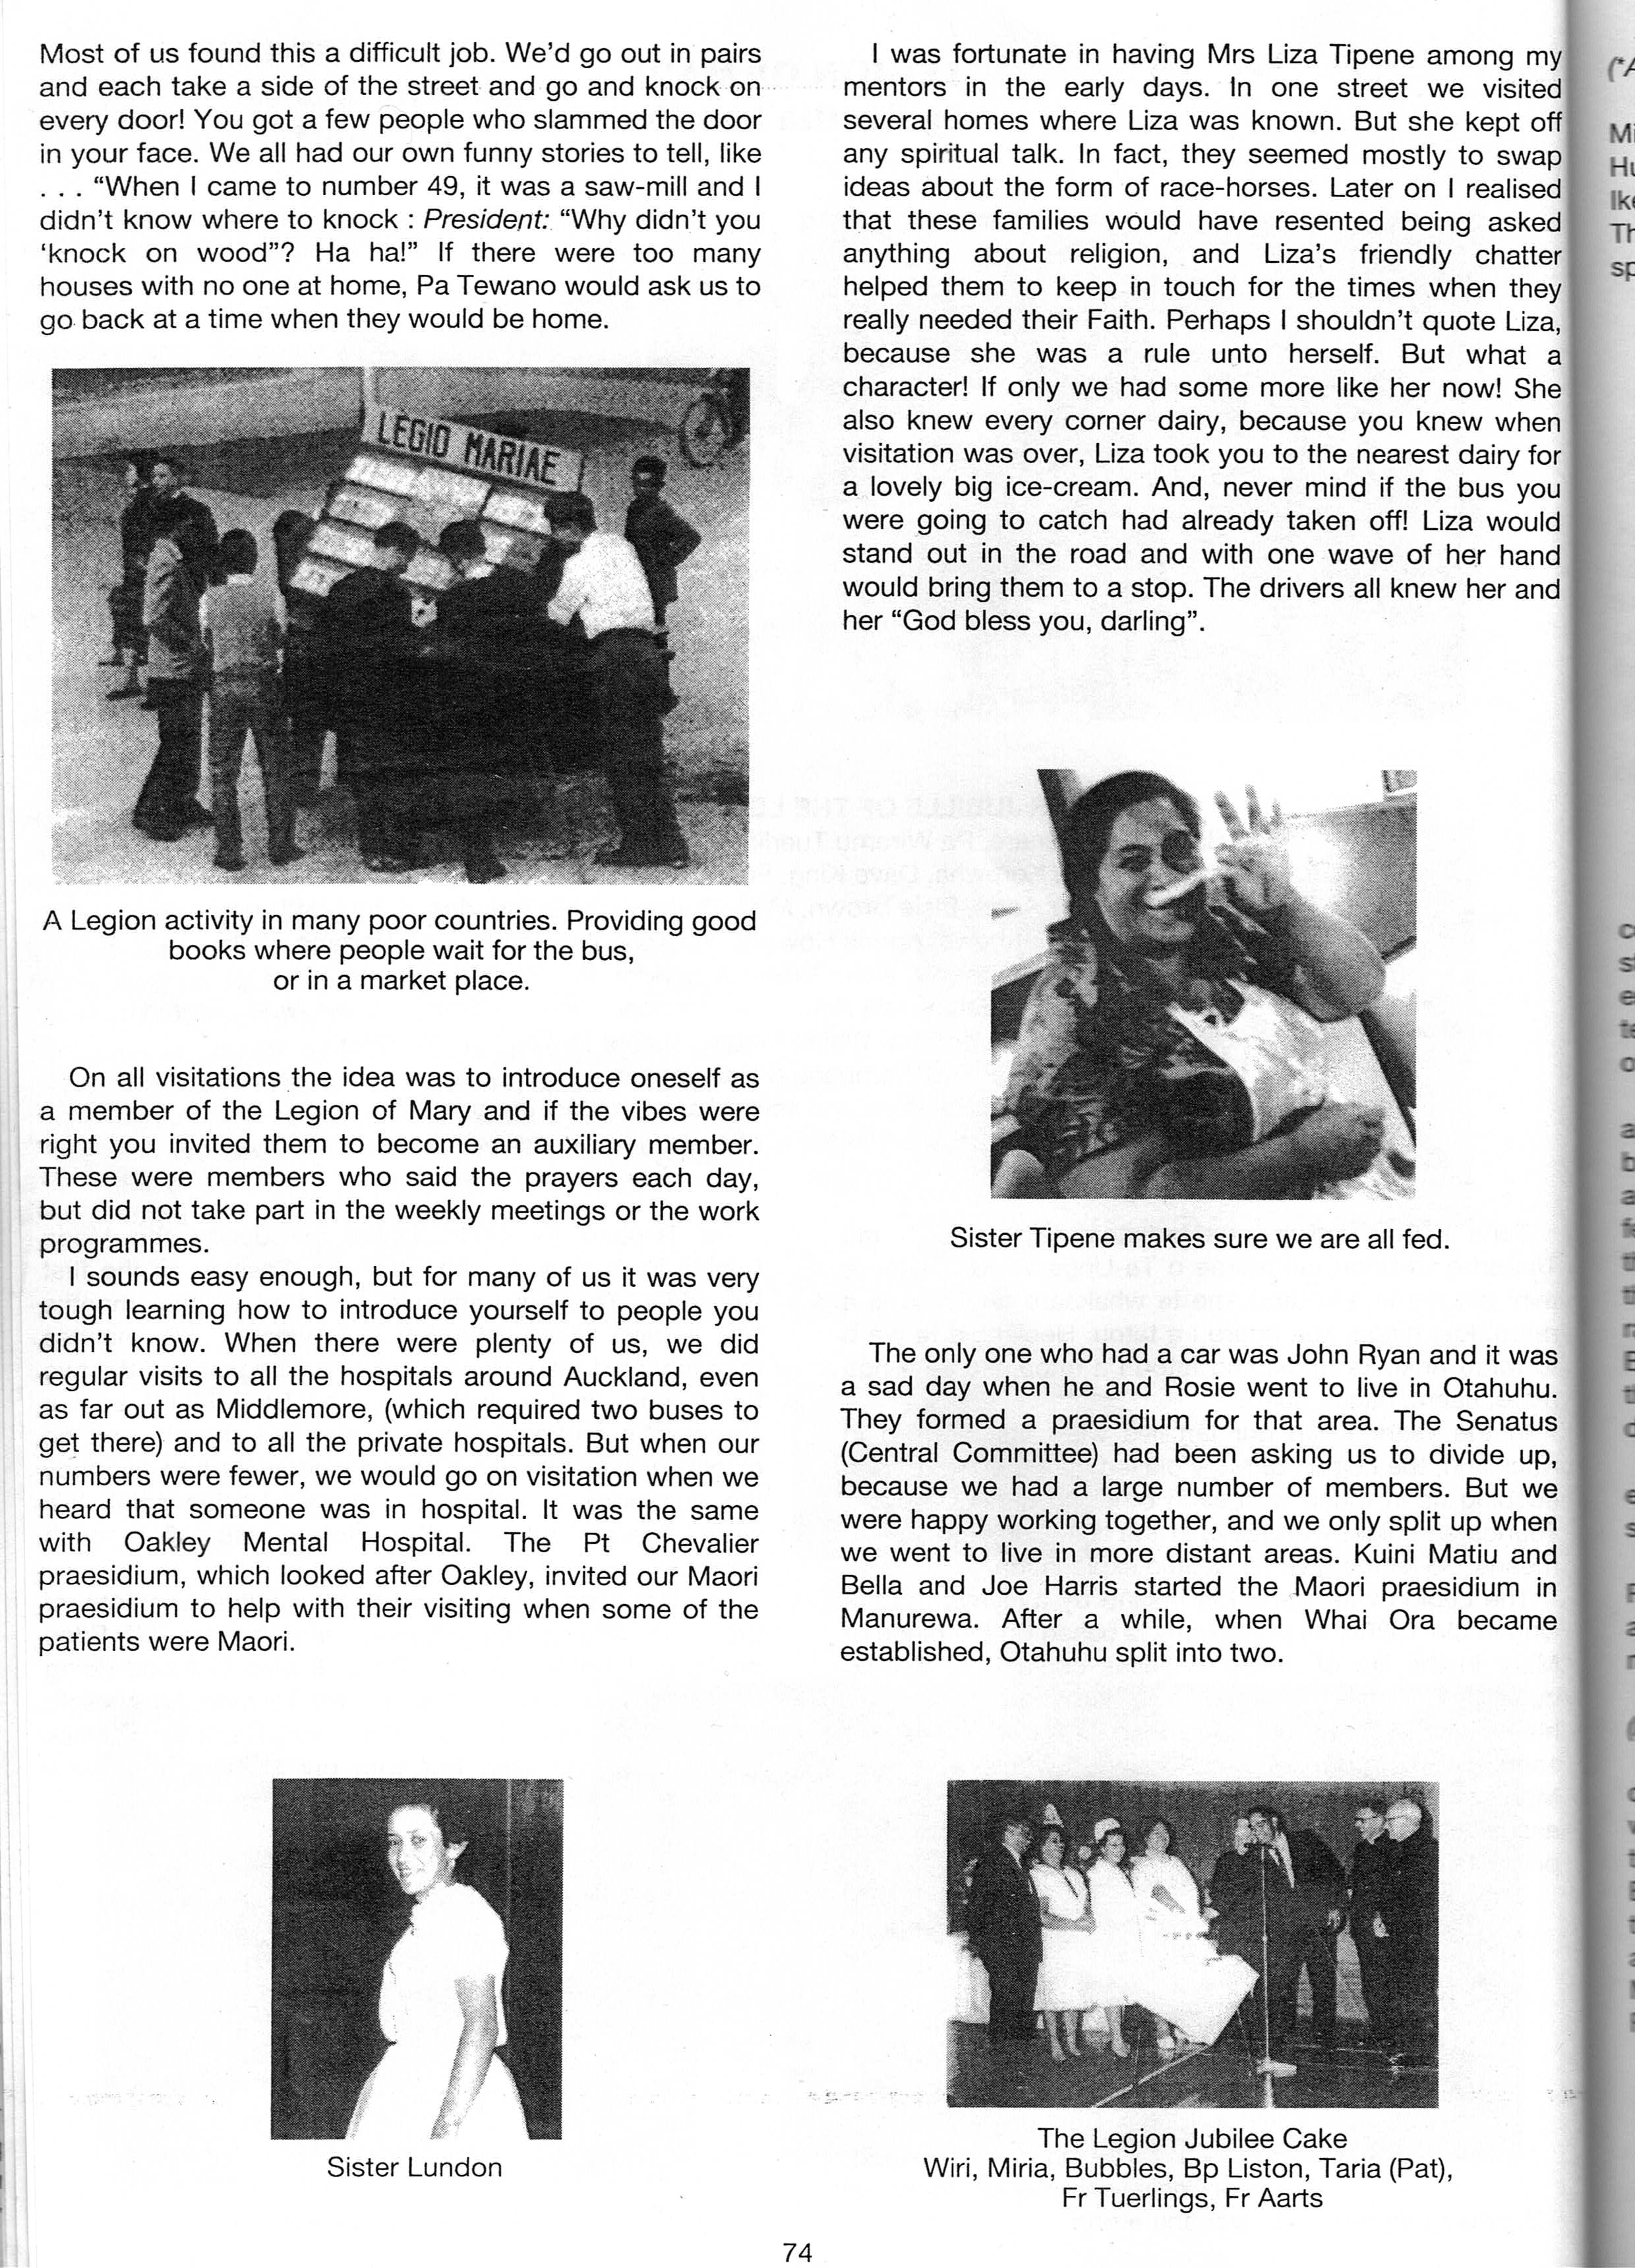 Most of us found this a difficult job. We'd go out in pairs
and each take a side of the street and go and knock on
every door! You got a few people who slammed the door
in your face. We all had our own funny stories to tell, like
. . . “When I came to number 49, it was a saw-mill and I
didn't know where to knock : President: “Why didn't you
‘knock on wood”? Ha ha!” If there were too many
houses with no one at home, Pa Tewano would ask us to
go back at a time when they would be home.
LEGIO MARIAE
A Legion activity in many poor countries. Providing good
books where people wait for the bus,
or in a market place.
On all visitations the idea was to introduce oneself as
a member of the Legion of Mary and if the vibes were
right you invited them to become an auxiliary member.
These were members who said the prayers each day,
but did not take part in the weekly meetings or the work
programmes.
I sounds easy enough, but for many of us it was very
tough learning how to introduce yourself to people you
didn't know. When there were plenty of us, we did
regular visits to all the hospitals around Auckland, even
as far out as Middlemore, (which required two buses to
get there) and to all the private hospitals. But when our
numbers were fewer, we would go on visitation when we
heard that someone was in hospital. It was the same
with Oakley Mental Hospital. The Pt Chevalier
praesidium, which looked after Oakley, invited our Maori
praesidium to help with their visiting when some of the
patients were Maori.
Sister Lundon
I was fortunate in having Mrs Liza Tipene among my
mentors in the early days. In one street we visited
several homes where Liza was known. But she kept off
any spiritual talk. In fact, they seemed mostly to swap
ideas about the form of race-horses. Later on I realised
that these families would have resented being asked
anything about religion, and Liza's friendly chatter
helped them to keep in touch for the times when they
really needed their Faith. Perhaps I shouldn't quote Liza,
because she was a rule unto herself. But what a
character! If only we had some more like her now! She
also knew every corner dairy, because you knew when
visitation was over, Liza took you to the nearest dairy for
a lovely big ice-cream. And, never mind if the bus you
were going to catch had already taken off! Liza would
stand out in the road and with one wave of her hand
would bring them to a stop. The drivers all knew her and
her “God bless you, darling”.
Sister Tipene makes sure we are all fed.
The only one who had a car was John Ryan and it was
a sad day when he and Rosie went to live in Otahuhu.
They formed a praesidium for that area. The Senatus
(Central Committee) had been asking us to divide up,
because we had a large number of members. But we
were happy working together, and we only split up when
we went to live in more distant areas. Kuini Matiu and
Bella and Joe Harris started the Maori praesidium in
Manurewa. After a while, when Whai Ora became
established, Otahuhu split into two.
The Legion Jubilee Cake
Wiri, Miria, Bubbles, Bp Liston, Taria (Pat),
Fr Tuerlings, Fr Aarts
74